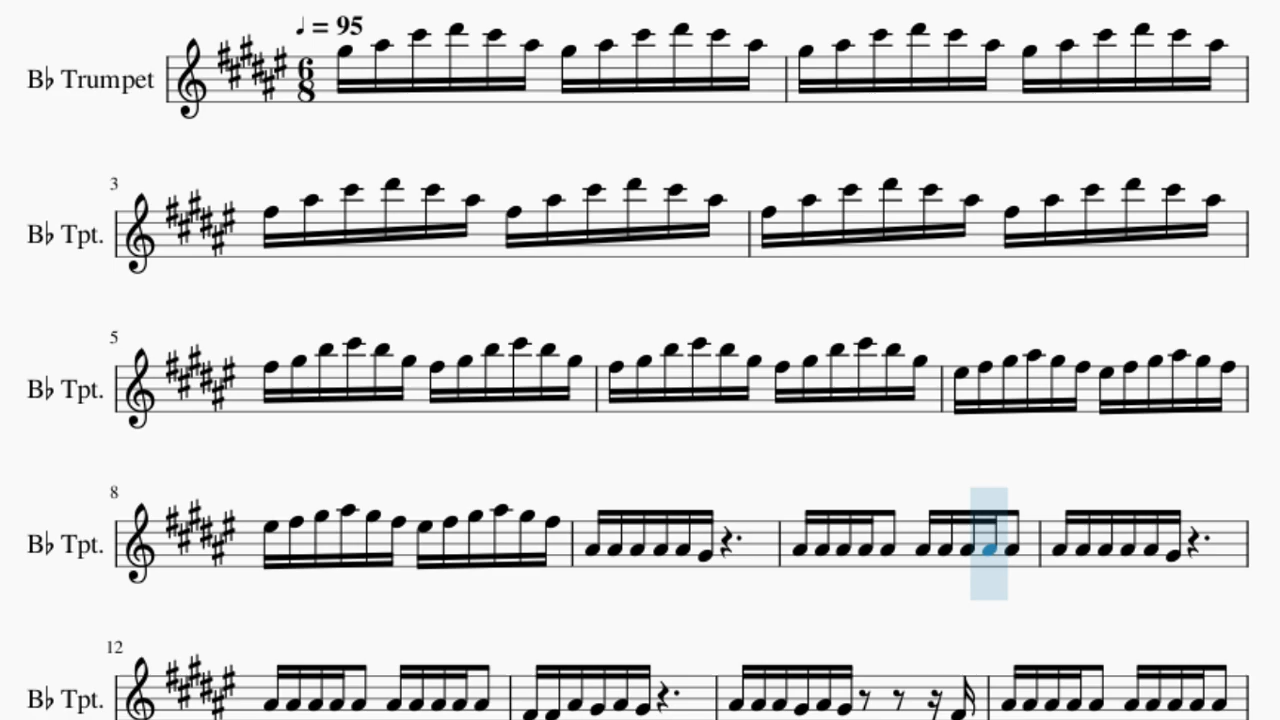 ♩ = 95
B♭ Trumpet
6
8
3
B♭ Tpt.
5
B♭ Tpt.
8
B♭ Tpt.
12
B♭ Tpt.